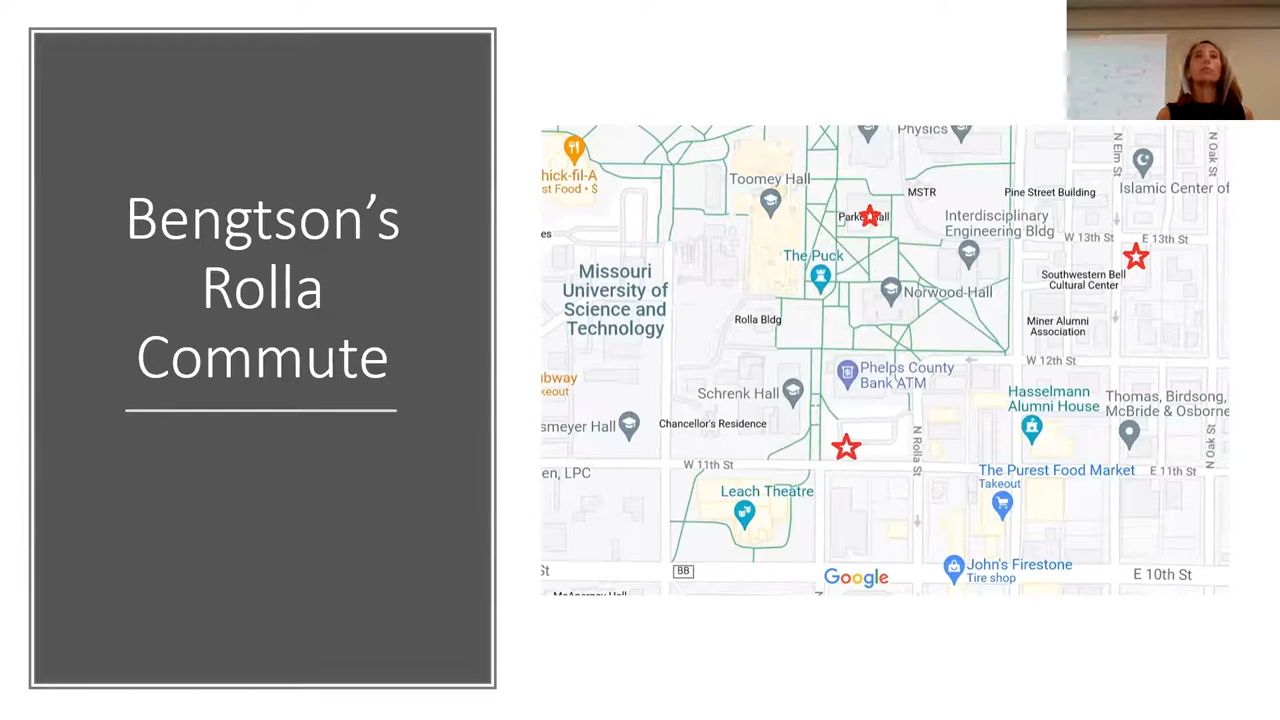 Bengtson's
Rolla
Commute
Physics
hick-fil-A
st Food • $
Toomey Hall
MSTR
Pine Street Building
N Elm St
N Oak St
Islamic Center of
Interdisciplinary
Engineering Bldg
W 13th St
E 13th St
es
The Puck
Missouri
University of
Science and
Technology
Southwestern Bell
Cultural Center
Norwood Hall
Rolla Bldg
Miner Alumni
Association
W 12th St
Phelps County
Bank ATM
ubway
keout
Schrenk Hall
Hasselmann
Alumni House
Thomas, Birdsong,
McBride & Osborne
smeyer Hall
Chancellor's Residence
N Rolla St
N Oak St
W 11th St
E 11th St
en, LPC
The Purest Food Market
Takeout
Leach Theatre
St
BB
Google
John's Firestone
Tire shop
E 10th St